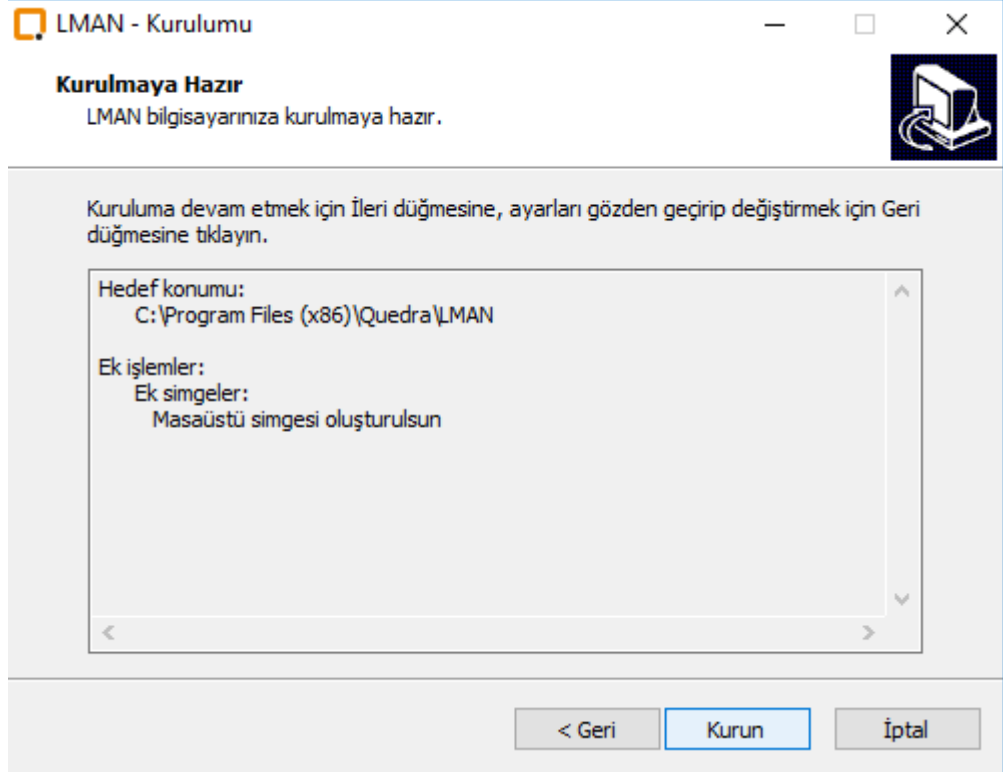 LMAN - Kurulumu
Kurulmaya Hazır
LMAN bilgisayarınıza kurulmaya hazır.
Kuruluma devam etmek için İleri düğmesine, ayarları gözden geçirip değiştirmek için Geri
düğmesine tıklayın.
Hedef konumu:
C:\Program Files (x86)\Quedra\LMAN
Ek işlemler:
Ek simgeler:
Masaüstü simgesi oluşturulsun
< Geri
Kurun
İptal